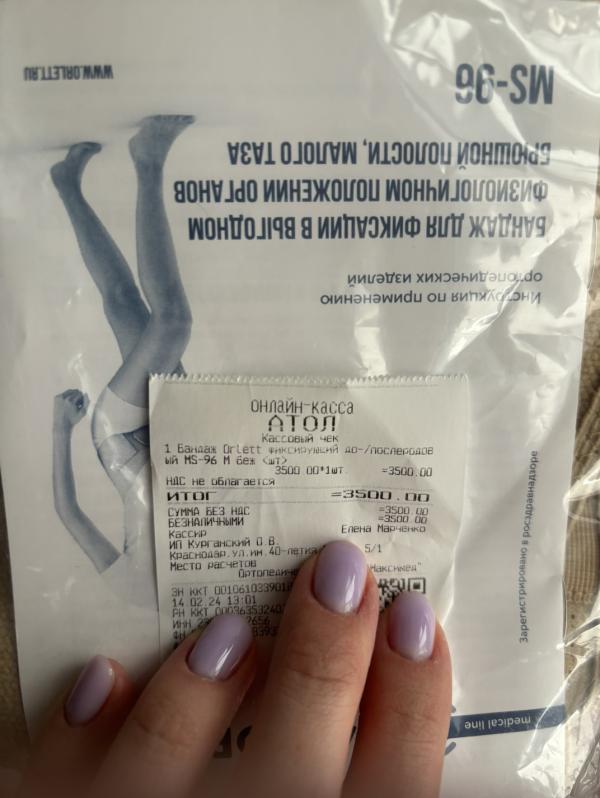 WWW.ORLETT.RU
MS-96
БАНДАЖ ДЛЯ ФИКСАЦИИ В ВЫГОДНОМ
ФИЗИОЛОГИЧНОМ ПОЛОЖЕНИИ ОРГАНОВ
БРЮШНОЙ ПОЛОСТИ, МАЛОГО ТАЗА
Инструкция по применению
ортопедических изделий
ОНЛАЙН-КАССА
АТОЛ
Кассовый чек
1 Бандаж Orlett фиксирующий до-/послеродов
ый MS-96 M беж <шт>
3500.00*1шт. =3500.00
НДС не облагается
ИТОГ =3500.00
СУММА БЕЗ НДС =3500.00
БЕЗНАЛИЧНЫМИ =3500.00
Кассир Елена Марченко
ИП Курганский О.В.
Краснодар,ул.им.40-летия 5/1
Место расчетов
14.02.24 13:01
Зарегистрировано в росздравнадзоре
medical line